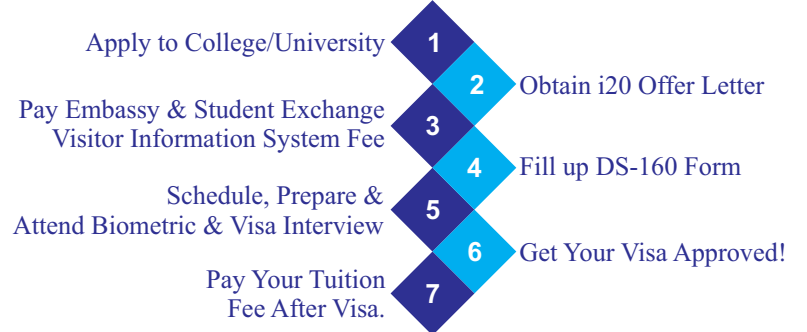 Apply to College/University
1
2
Obtain i20 Offer Letter
Pay Embassy & Student Exchange
Visitor Information System Fee
3
4
Fill up DS-160 Form
Schedule, Prepare &
Attend Biometric & Visa Interview
5
6
Get Your Visa Approved!
Pay Your Tuition
Fee After Visa.
7